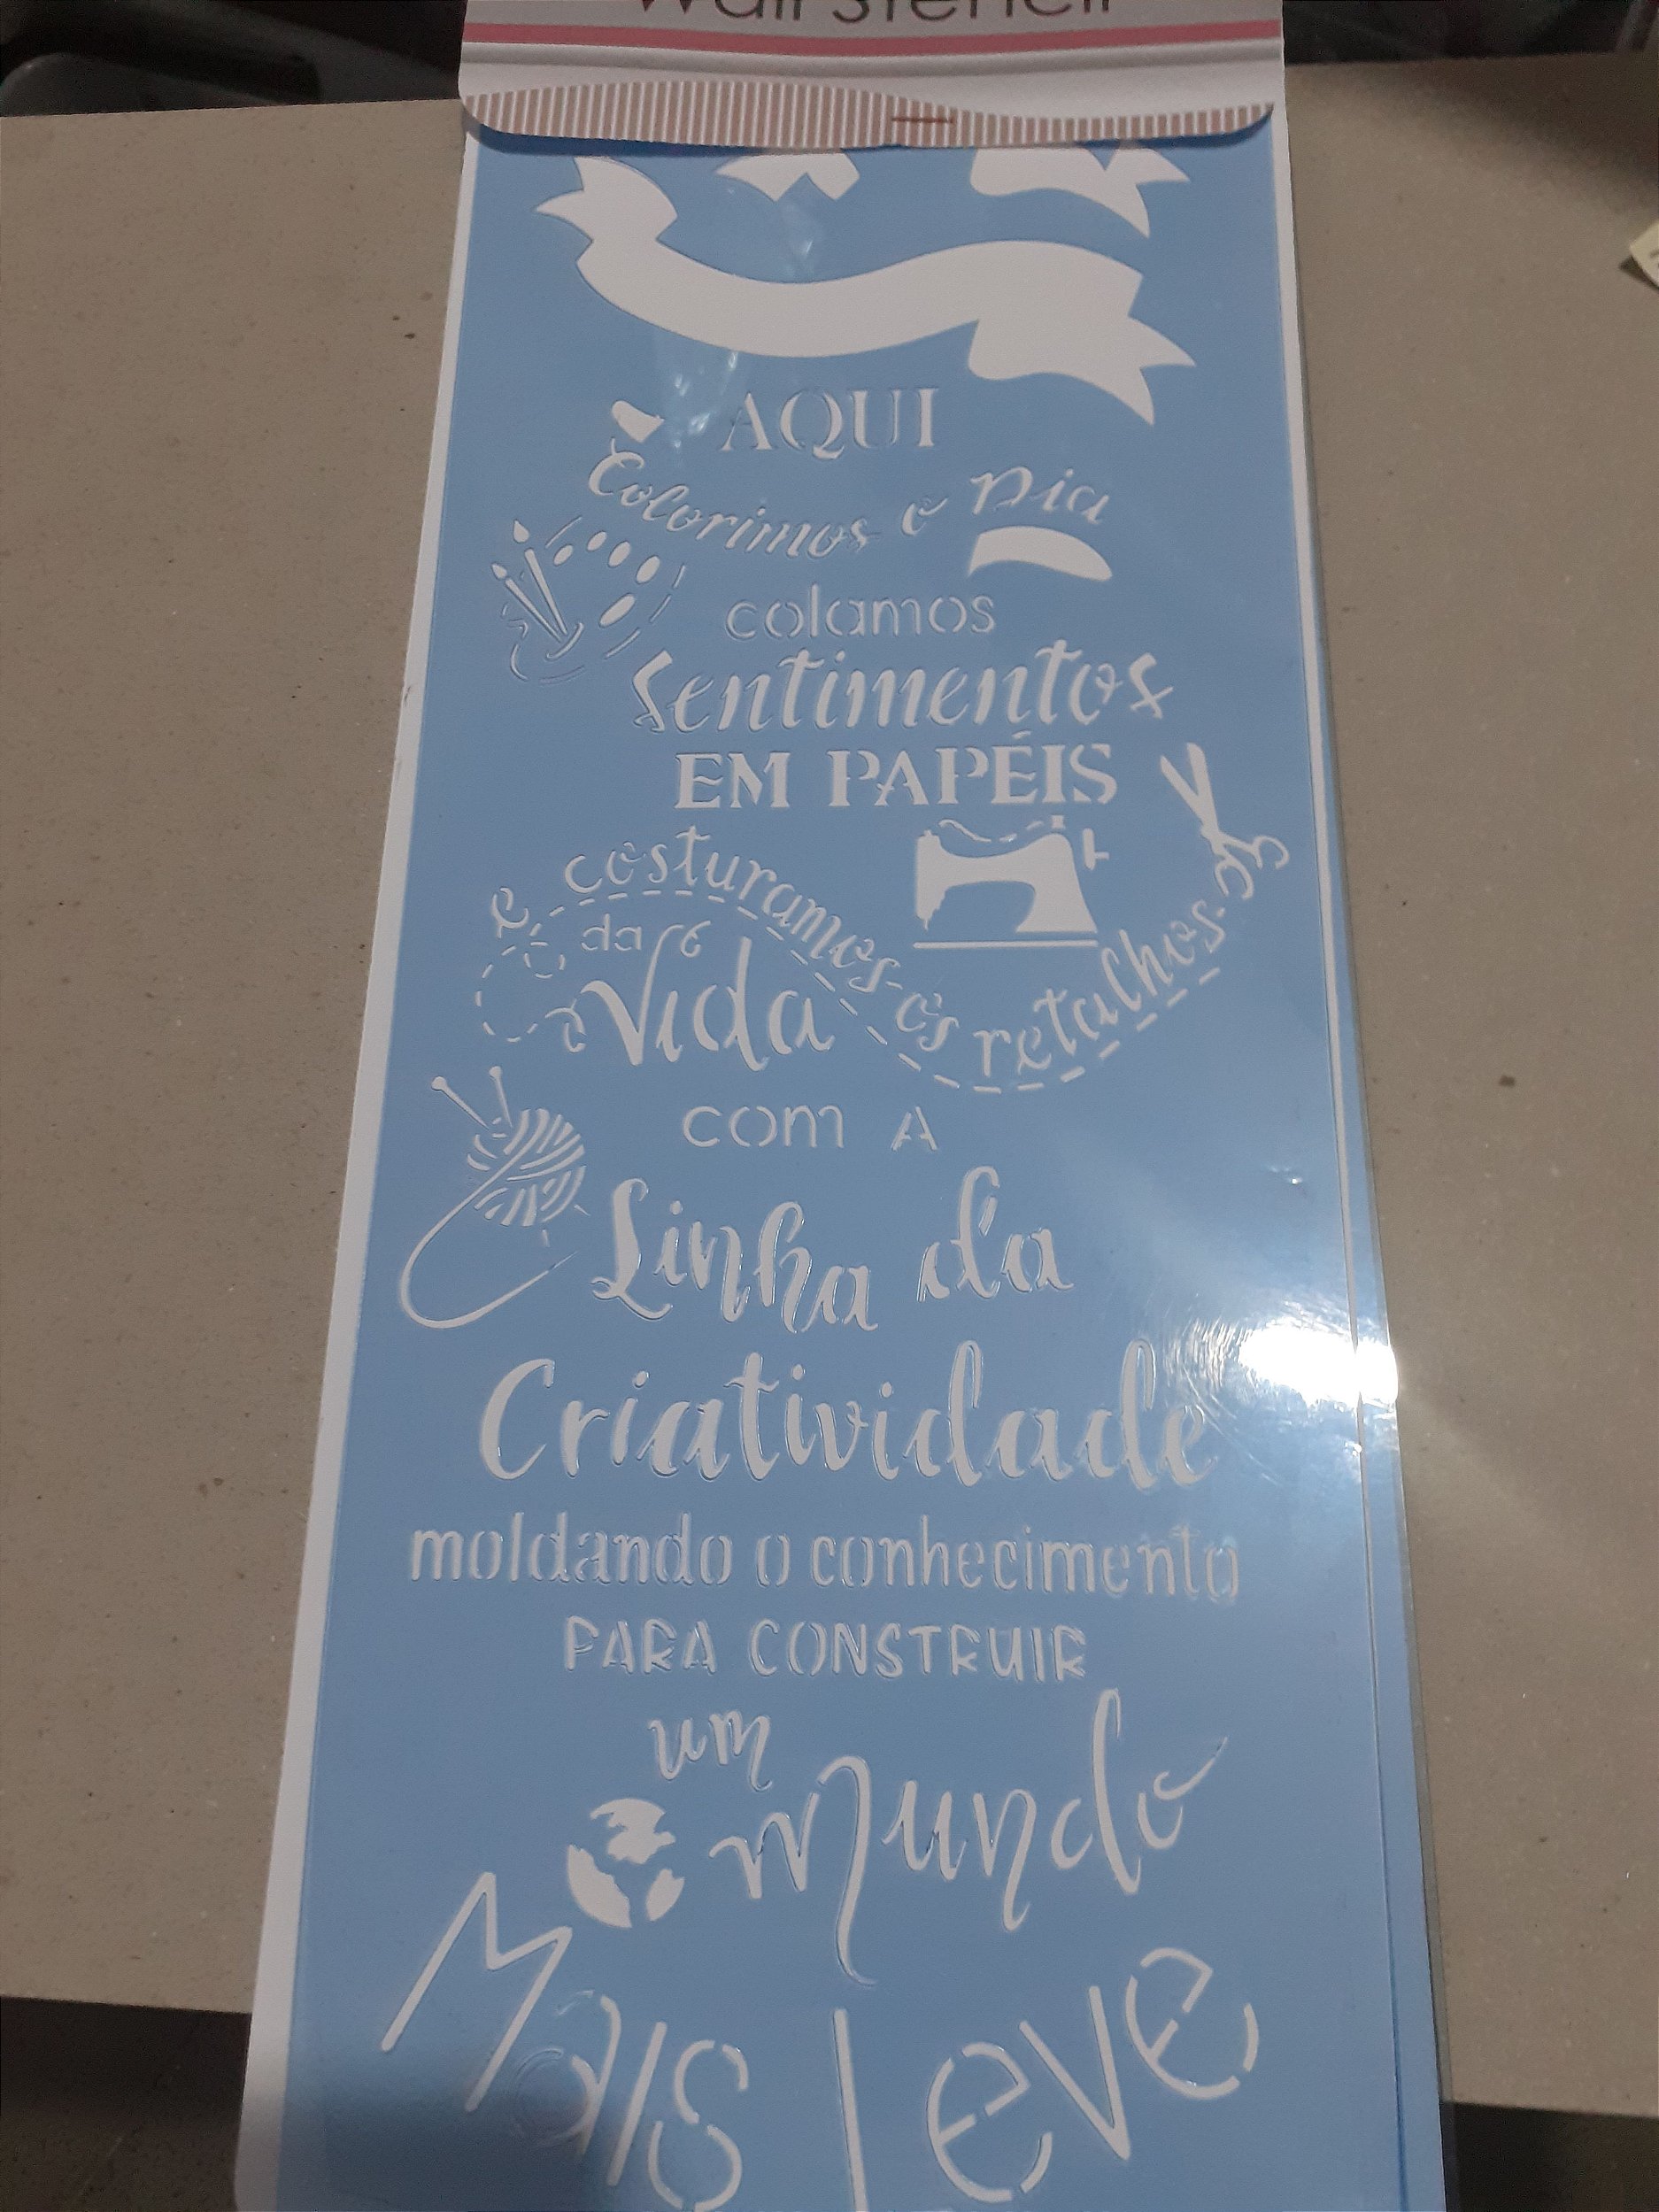 Wall Stencil
AQUI
Colorimos o Dia
colamos
Sentimentos
EM PAPÉIS
e costuramos os retalhos
da
Vida
com A
Linha da
Criatividade
moldando o conhecimento
PARA CONSTRUIR
um
mundo
Mais leve